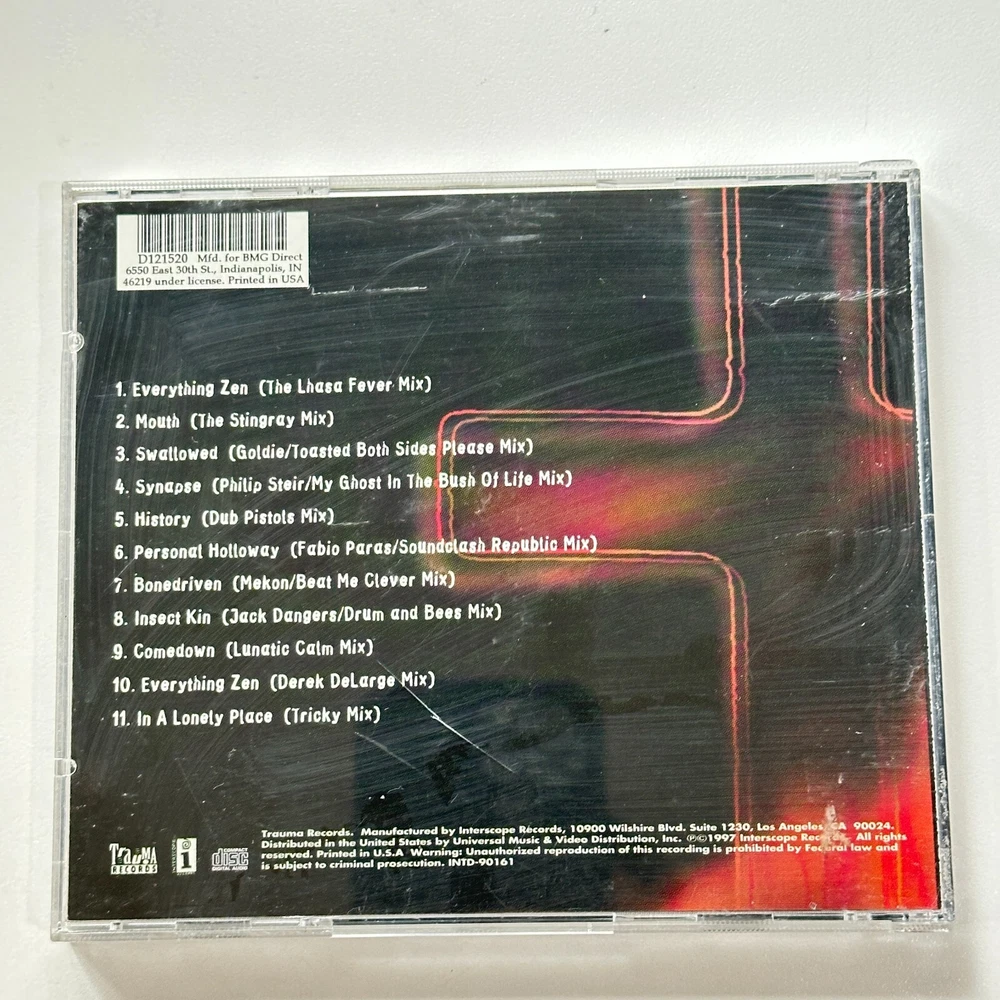 D121520 Mfd. for BMG Direct
6550 East 30th St., Indianapolis, IN
46219 under license. Printed in USA
1. Everything Zen (The Lhasa Fever Mix)
2. Mouth (The Stingray Mix)
3. Swallowed (Goldie/Toasted Both Sides Please Mix)
4. Synapse (Philip Steir/My Ghost In The Bush Of Life Mix)
5. History (Dub Pistols Mix)
6. Personal Holloway (Fabio Paras/Soundclash Republic Mix)
7. Bonedriven (Mekon/Beat Me Clever Mix)
8. Insect Kin (Jack Dangers/Drum and Bees Mix)
9. Comedown (Lunatic Calm Mix)
10. Everything Zen (Derek DeLarge Mix)
11. In A Lonely Place (Tricky Mix)
Trauma Records. Manufactured by Interscope Records, 10900 Wilshire Blvd. Suite 1230, Los Angeles, CA 90024.
Distributed in the United States by Universal Music & Video Distribution, Inc. ℗©1997 Interscope Records. All rights
reserved. Printed in U.S.A Warning: Unauthorized reproduction of this recording is prohibited by Federal law and
is subject to criminal prosecution. INTD-90161
TRAUMA
RECORDS
INTERSCOPE
COMPACT
disc
DIGITAL AUDIO